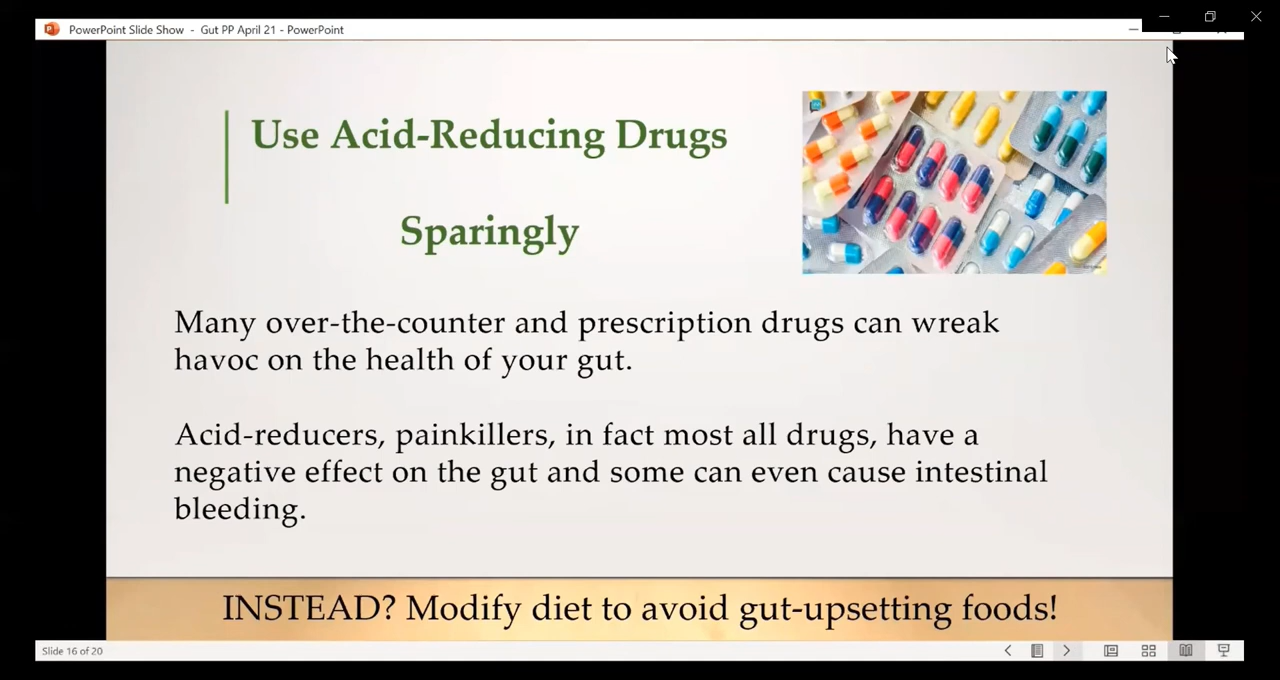 PowerPoint Slide Show - Gut PP April 21 - PowerPoint
Use Acid-Reducing Drugs
Sparingly
Many over-the-counter and prescription drugs can wreak
havoc on the health of your gut.
Acid-reducers, painkillers, in fact most all drugs, have a
negative effect on the gut and some can even cause intestinal
bleeding.
INSTEAD? Modify diet to avoid gut-upsetting foods!
Slide 16 of 20